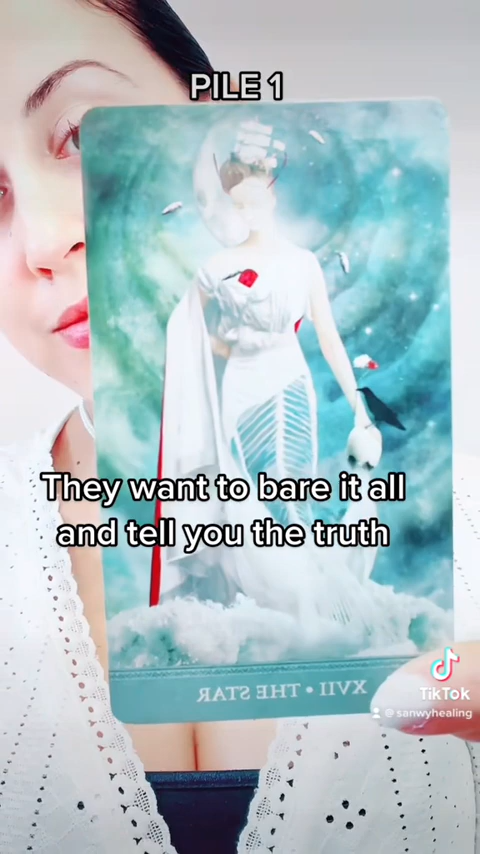 PILE 1
They want to bare it all
and tell you the truth
XVII • THE STAR
TikTok
@ sanwyhealing